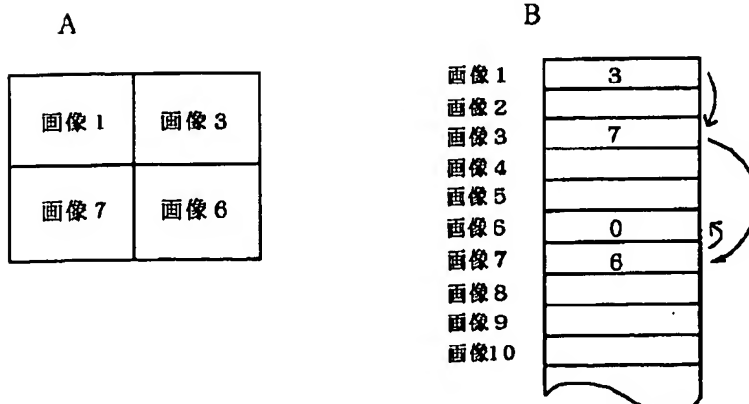 A
画像 1 画像 3
画像 7 画像 6
B
画像 1 3
画像 2
画像 3 7
画像 4
画像 5
画像 6 0
画像 7 6
画像 8
画像 9
画像10